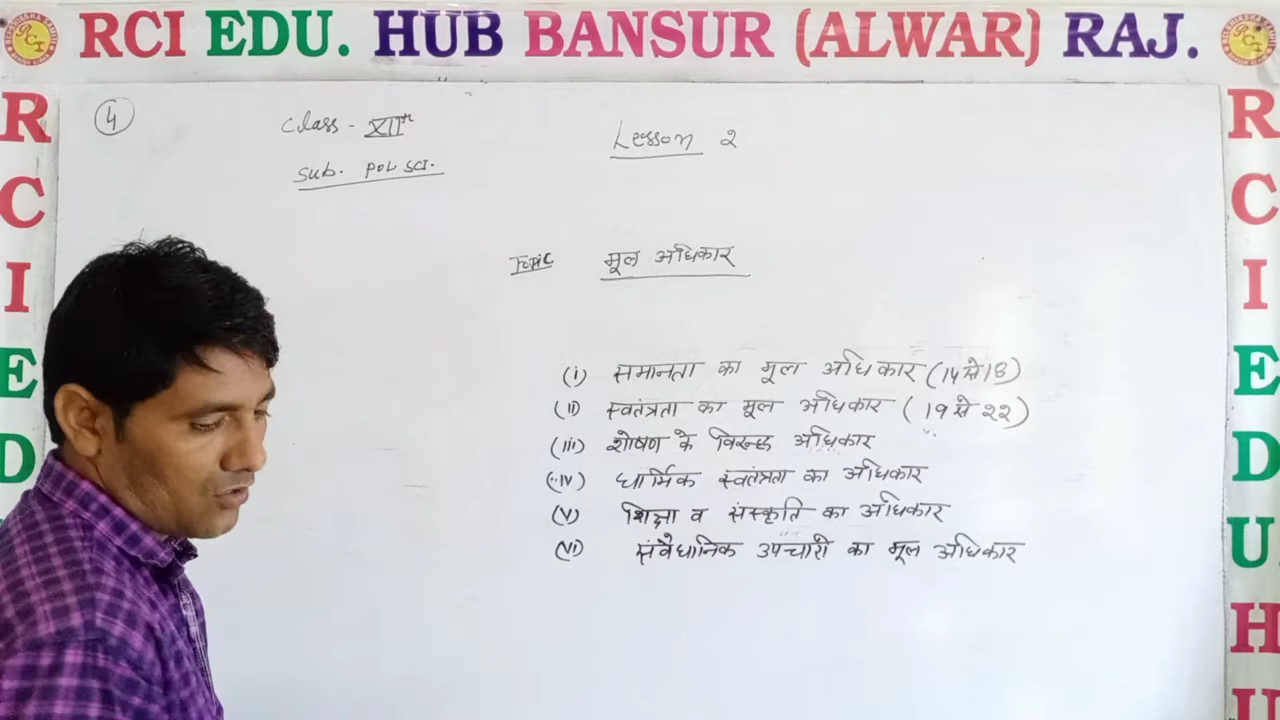 RCI EDU. HUB BANSUR (ALWAR) RAJ.
R C I E D
4
Class - XIIth
Sub. POL SCI.
Lesson 2
Topic मूल अधिकार
(i) समानता का मूल अधिकार (14 से 18)
(ii) स्वतंत्रता का मूल अधिकार (19 से 22)
(iii) शोषण के विरुद्ध अधिकार
(iv) धार्मिक स्वतंत्रता का अधिकार
(v) शिक्षा व संस्कृति का अधिकार
(vi) संवैधानिक उपचारों का मूल अधिकार
R C I E D U H U